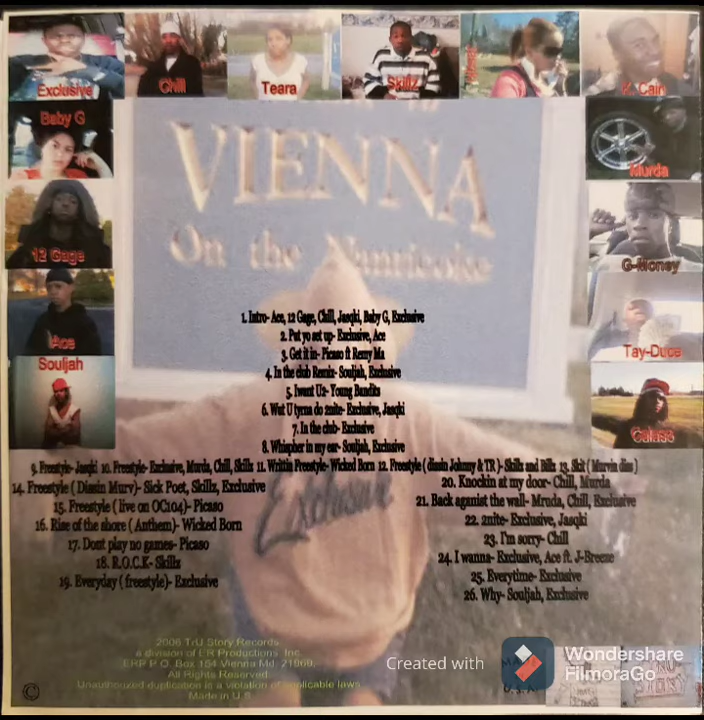 Exclusive
Chill
Teara
Skillz
K. Cain
Baby G
Murda
12 Gage
G-Money
Ace
Tay-Duce
Souljah
VIENNA
On the Nanticoke
1. Intro- Ace, 12 Gage, Chill, Jasqki, Baby G, Exclusive
2. Put yo set up- Exclusive, Ace
3. Get it in- Picaso ft Remy Ma
4. In the club Remix- Souljah, Exclusive
5. I want U2- Young Bandits
6. Wat U tyrna do 2nite- Exclusive, Jasqki
7. In the club- Exclusive
8. Whispher in my ear- Souljah, Exclusive
9. Freestyle- Jasqki 10. Freestyle- Exclusive, Murda, Chill, Skillz 11. Writtin Freestyle- Wicked Born 12. Freestyle ( dissin Johnny & TR )- Skillz and Billz 13. Skit ( Marvin diss )
14. Freestyle ( Dissin Murv)- Sick Poet, Skillz, Exclusive
15. Freestyle ( live on OC104)- Picaso
16. Rise of the shore ( Anthem)- Wicked Born
17. Dont play no games- Picaso
18. R.O.C.K- Skillz
19. Everyday ( freestyle)- Exclusive
20. Knockin at my door- Chill, Murda
21. Back aganist the wall- Mruda, Chill, Exclusive
22. 2nite- Exclusive, Jasqki
23. I'm sorry- Chill
24. I wanna- Exclusive, Ace ft. J-Breeze
25. Everytime- Exclusive
26. Why- Souljah, Exclusive
Exclusive
2006 TrU Story Records
a division of ER Productions Inc.
ERP P.O. Box 154 Vienna Md. 21869.
All Rights Reserved.
Unauthorized duplication is a violation of applicable laws
Made in U.S.
©
Created with
Wondershare
FilmoraGo